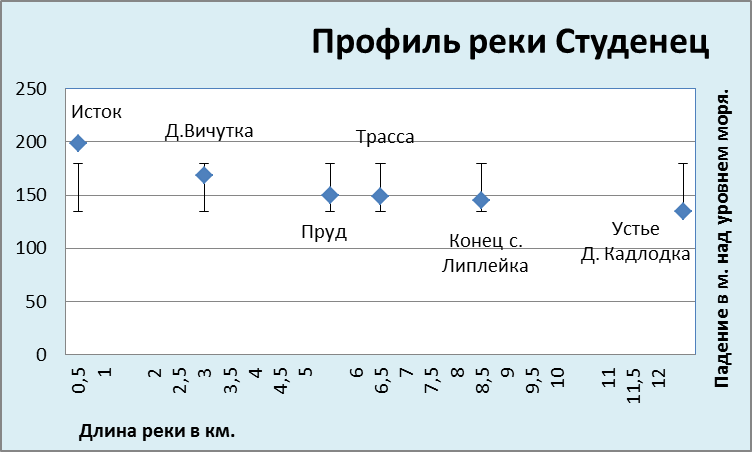 Профиль реки Студенец
250
200
150
100
50
0
Исток
Д.Вичутка
Трасса
Пруд
Конец с.
Липлейка
Устье
Д. Кадлодка
0,5
1
2
2,5
3
3,5
4
4,5
5
6
6,5
7
7,5
8
8,5
9
9,5
10
11
11,5
12
Длина реки в км.
Падение в м. над уровнем моря.